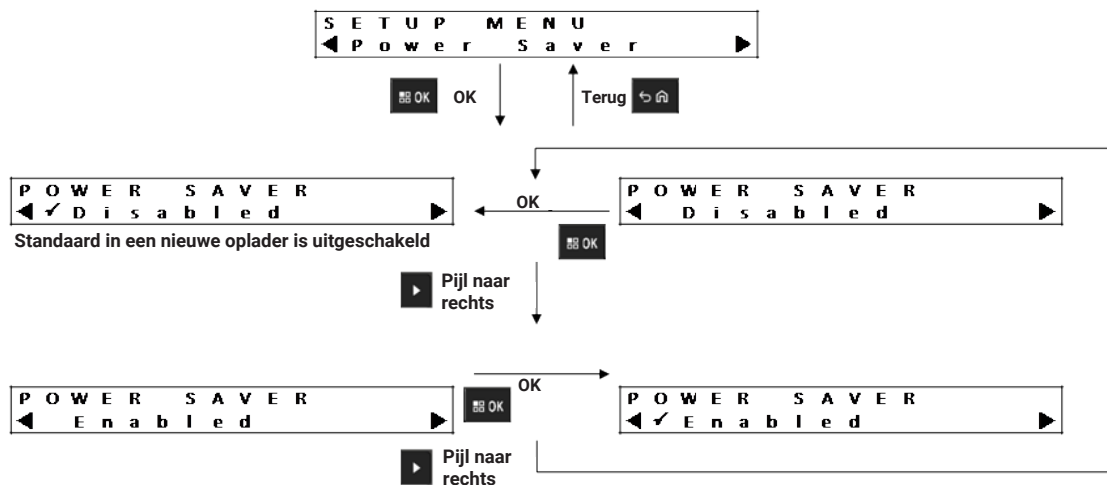 SETUP MENU
◀ Power Saver ▶
OK OK
Terug
POWER SAVER
◀ ✓ Disabled ▶
Standaard in een nieuwe oplader is uitgeschakeld
OK
OK
POWER SAVER
◀ Disabled ▶
Pijl naar
rechts
POWER SAVER
◀ Enabled ▶
OK
OK
POWER SAVER
◀ ✓ Enabled ▶
Pijl naar
rechts